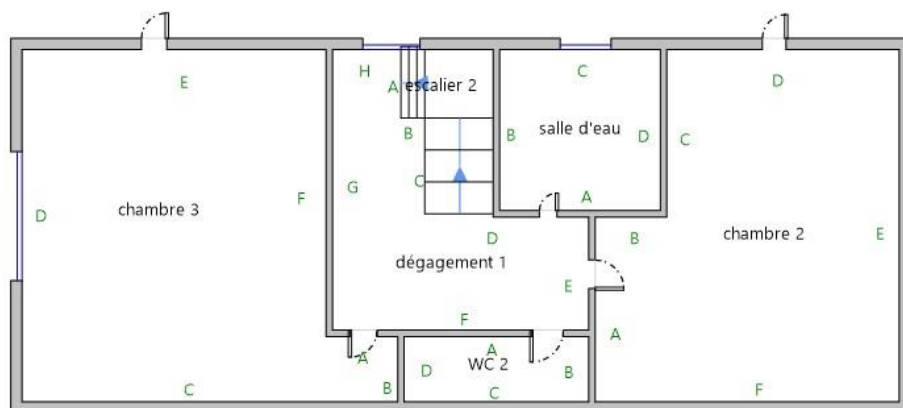 E
H
A
escalier 2
C
D
B
salle d'eau
B
D
C
F
G
C
A
chambre 3
D
D
B
chambre 2
E
dégagement 1
E
F
A
A
A
WC 2
D
B
C
B
C
F